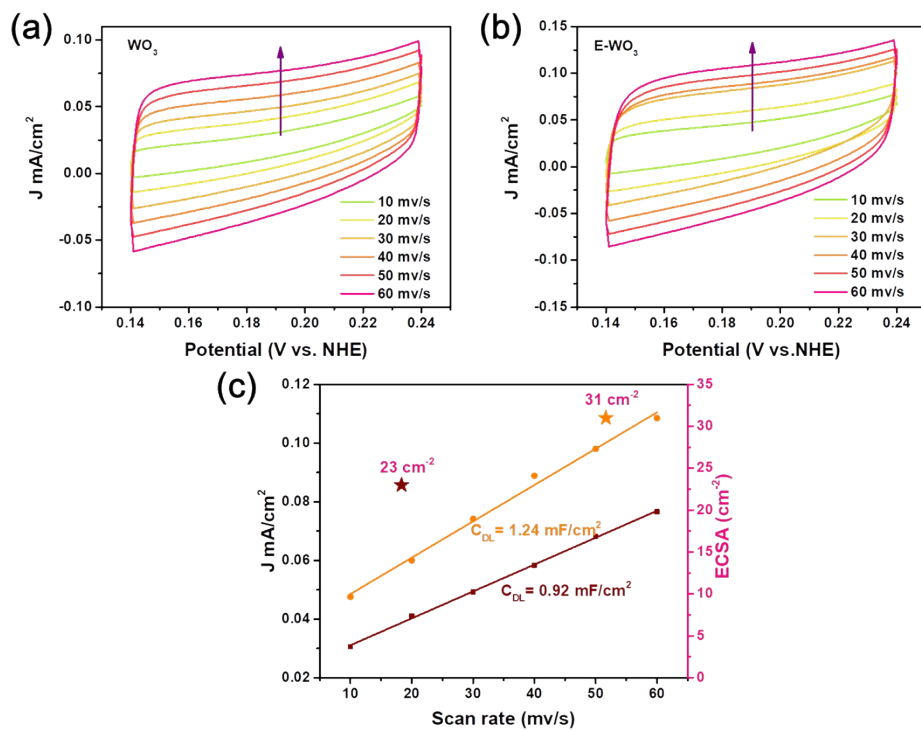 (a)
WO3
J mA/cm2
0.10
0.05
0.00
-0.05
-0.10
10 mv/s
20 mv/s
30 mv/s
40 mv/s
50 mv/s
60 mv/s
0.14 0.16 0.18 0.20 0.22 0.24
Potential (V vs. NHE)
(b)
E-WO3
J mA/cm2
0.15
0.10
0.05
0.00
-0.05
-0.10
-0.15
10 mv/s
20 mv/s
30 mv/s
40 mv/s
50 mv/s
60 mv/s
0.14 0.16 0.18 0.20 0.22 0.24
Potential (V vs.NHE)
(c)
J mA/cm2
0.12
0.10
0.08
0.06
0.04
0.02
31 cm-2
23 cm-2
CDL= 1.24 mF/cm2
CDL= 0.92 mF/cm2
35
30
25
20
15
10
5
0
ECSA (cm-2)
10 20 30 40 50 60
Scan rate (mv/s)